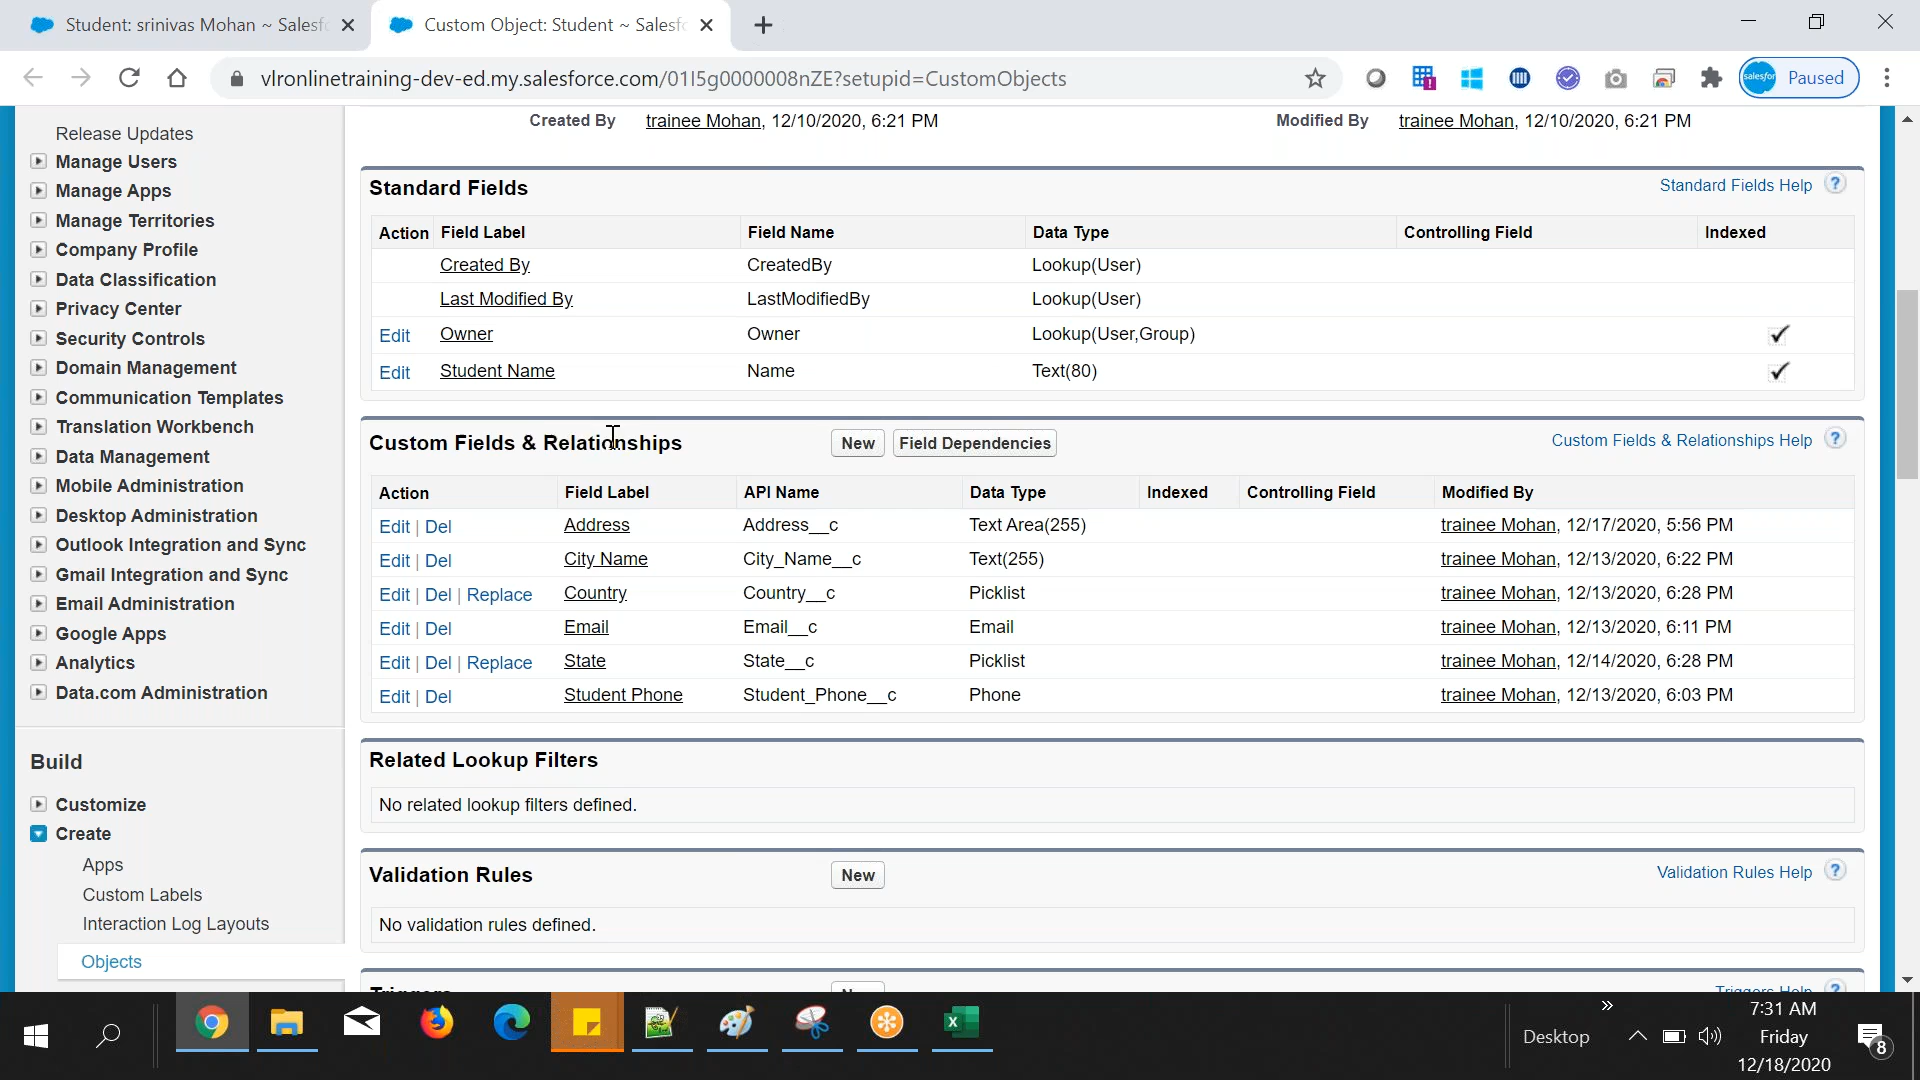 Student: srinivas Mohan ~ Salesf
Custom Object: Student ~ Salesf
vlronlinetraining-dev-ed.my.salesforce.com/01I5g0000008nZE?setupid=CustomObjects
salesfor
Paused
Release Updates
Manage Users
Manage Apps
Manage Territories
Company Profile
Data Classification
Privacy Center
Security Controls
Domain Management
Communication Templates
Translation Workbench
Data Management
Mobile Administration
Desktop Administration
Outlook Integration and Sync
Gmail Integration and Sync
Email Administration
Google Apps
Analytics
Data.com Administration
Build
Customize
Create
Apps
Custom Labels
Interaction Log Layouts
Objects
Created By trainee Mohan, 12/10/2020, 6:21 PM Modified By trainee Mohan, 12/10/2020, 6:21 PM
Standard Fields Standard Fields Help ?
Action Field Label Field Name Data Type Controlling Field Indexed
Created By CreatedBy Lookup(User)
Last Modified By LastModifiedBy Lookup(User)
Edit Owner Owner Lookup(User,Group)
Edit Student Name Name Text(80)
Custom Fields & Relationships New Field Dependencies Custom Fields & Relationships Help ?
Action Field Label API Name Data Type Indexed Controlling Field Modified By
Edit | Del Address Address__c Text Area(255) trainee Mohan, 12/17/2020, 5:56 PM
Edit | Del City Name City_Name__c Text(255) trainee Mohan, 12/13/2020, 6:22 PM
Edit | Del | Replace Country Country__c Picklist trainee Mohan, 12/13/2020, 6:28 PM
Edit | Del Email Email__c Email trainee Mohan, 12/13/2020, 6:11 PM
Edit | Del | Replace State State__c Picklist trainee Mohan, 12/14/2020, 6:28 PM
Edit | Del Student Phone Student_Phone__c Phone trainee Mohan, 12/13/2020, 6:03 PM
Related Lookup Filters
No related lookup filters defined.
Validation Rules New Validation Rules Help ?
No validation rules defined.
Triggers New Triggers Help ?
Desktop
7:31 AM
Friday
12/18/2020
8